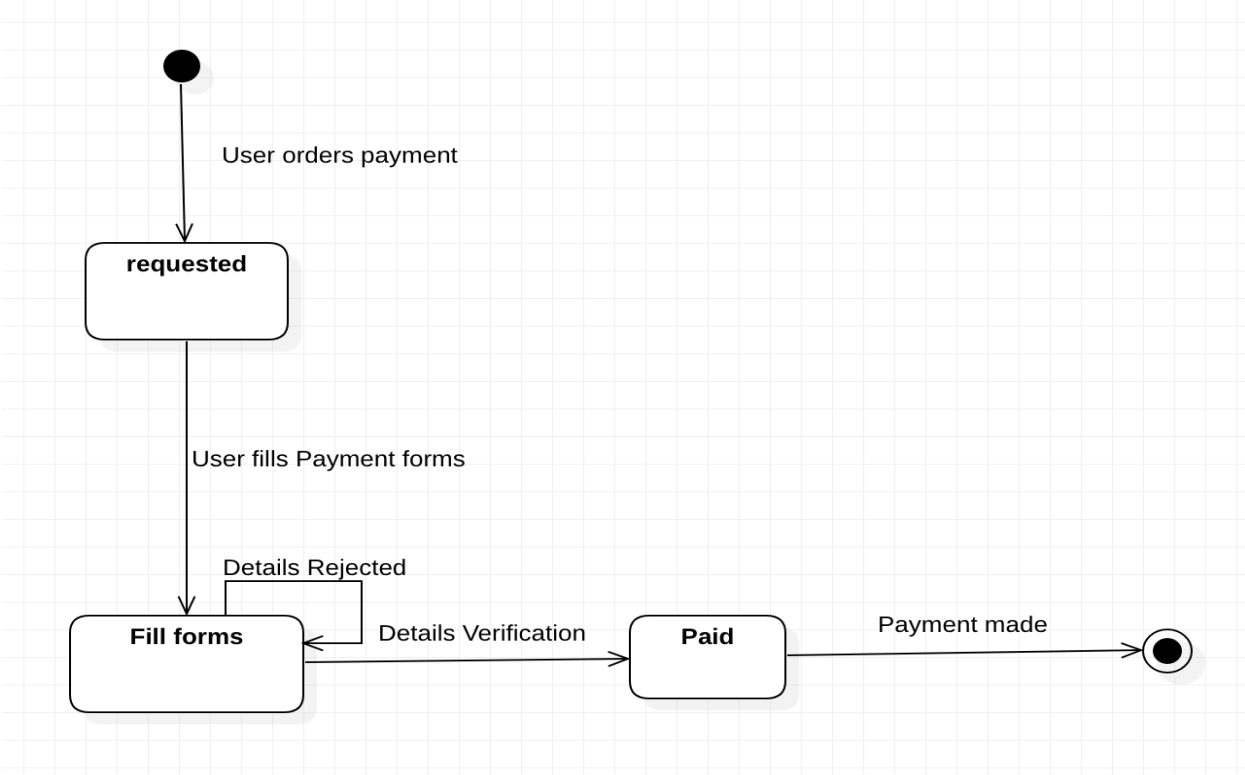 User orders payment
requested
User fills Payment forms
Details Rejected
Fill forms
Details Verification
Paid
Payment made